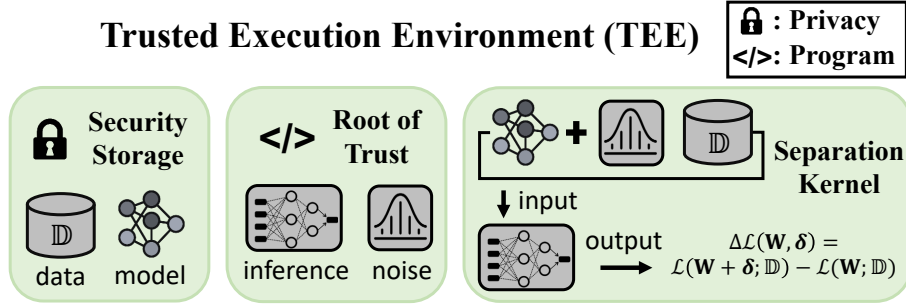 Trusted Execution Environment (TEE)
: Privacy
</>: Program
Security
Storage
𝔻
data model
</> Root of
Trust
inference noise
+ 𝔻
Separation
Kernel
input
output
Δℒ(𝐖, 𝜹) =
ℒ(𝐖 + 𝜹; 𝔻) − ℒ(𝐖; 𝔻)